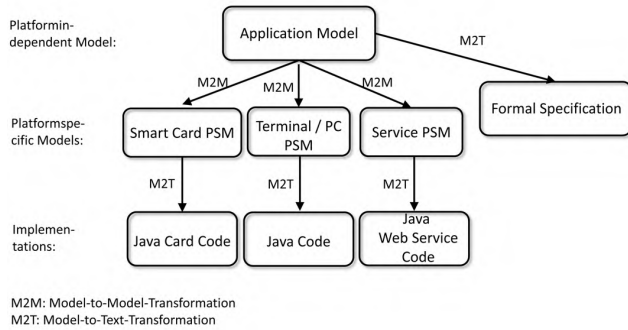 Platformin-
dependent Model:
Application Model
M2T
M2M
M2M
M2M
Formal Specification
Platformspe-
cific Models:
Smart Card PSM
Terminal / PC
PSM
Service PSM
M2T
M2T
M2T
Implemen-
tations:
Java Card Code
Java Code
Java
Web Service
Code
M2M: Model-to-Model-Transformation
M2T: Model-to-Text-Transformation